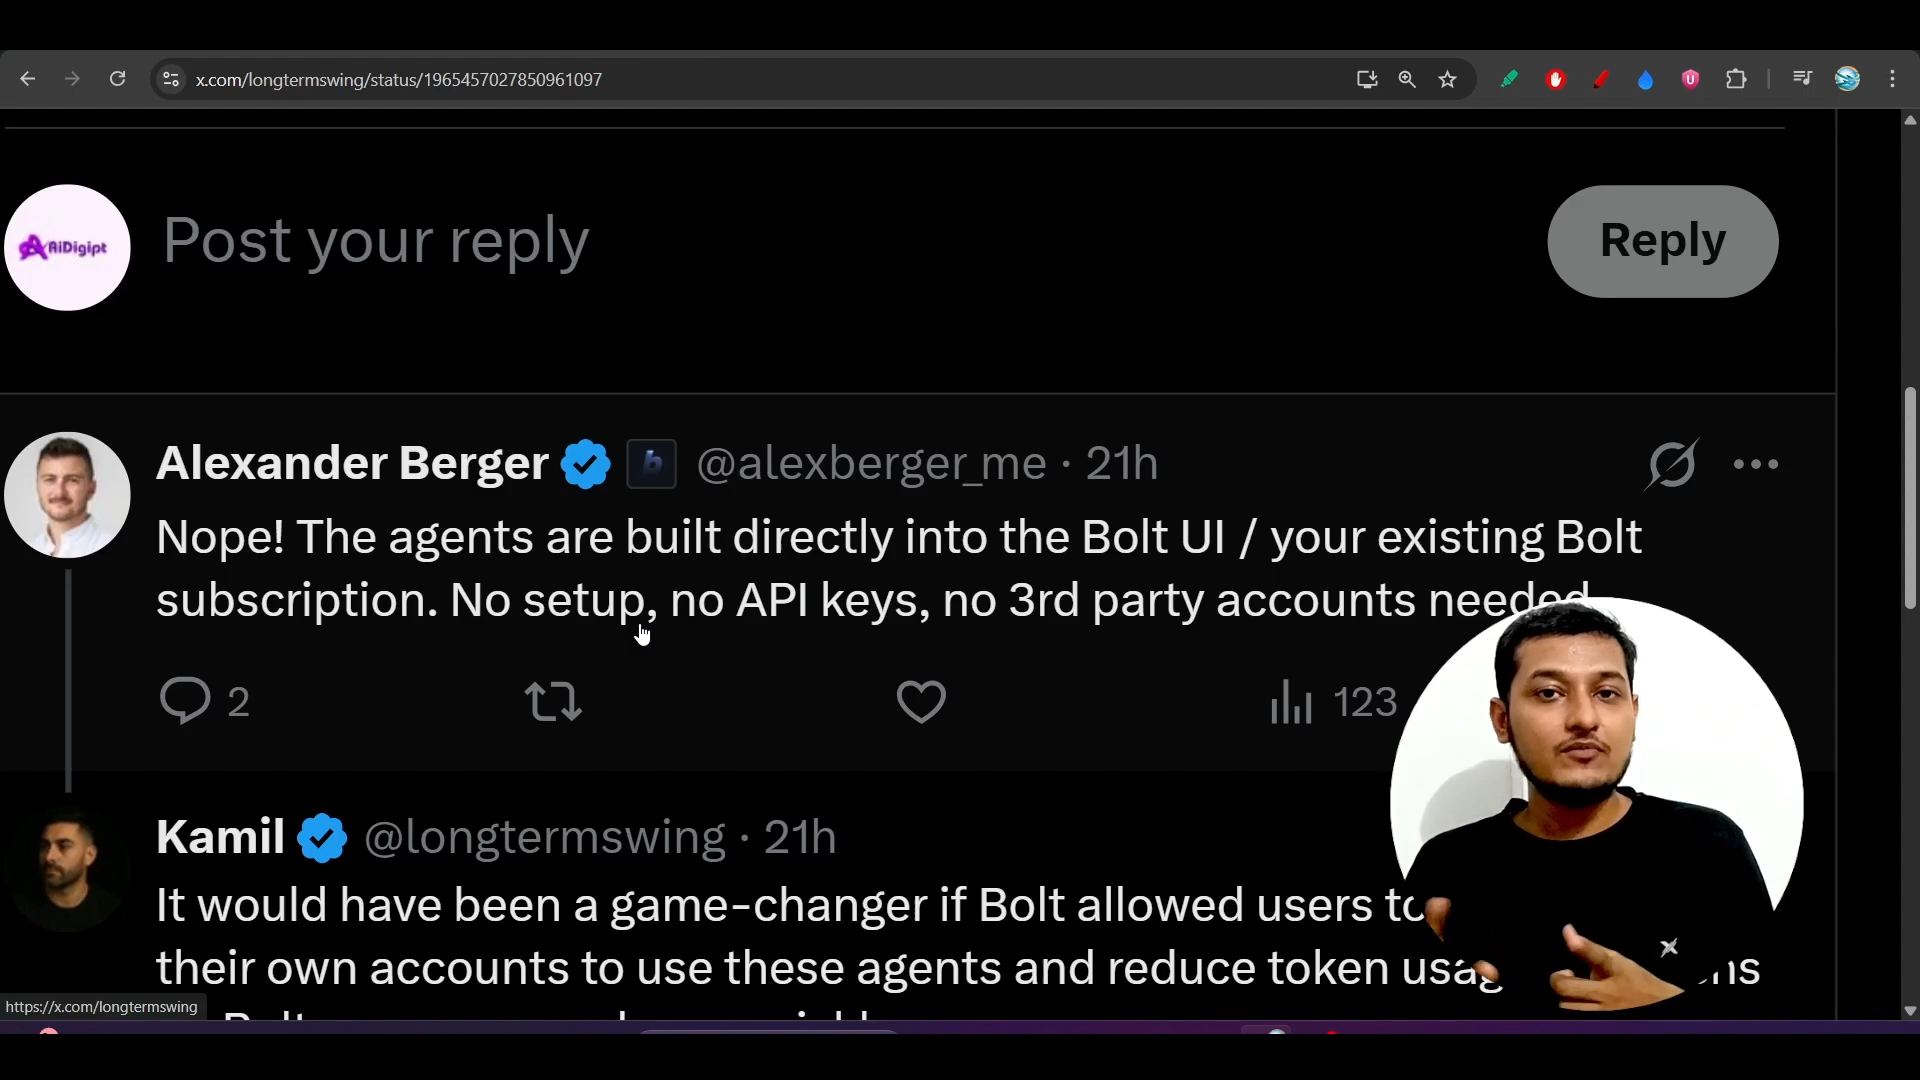 x.com/longtermswing/status/1965457027850961097
AiDigipt
Post your reply
Reply
Alexander Berger @alexberger_me · 21h
Nope! The agents are built directly into the Bolt UI / your existing Bolt
subscription. No setup, no API keys, no 3rd party accounts needed
2
123
Kamil @longtermswing · 21h
It would have been a game-changer if Bolt allowed users to
their own accounts to use these agents and reduce token
https://x.com/longtermswing